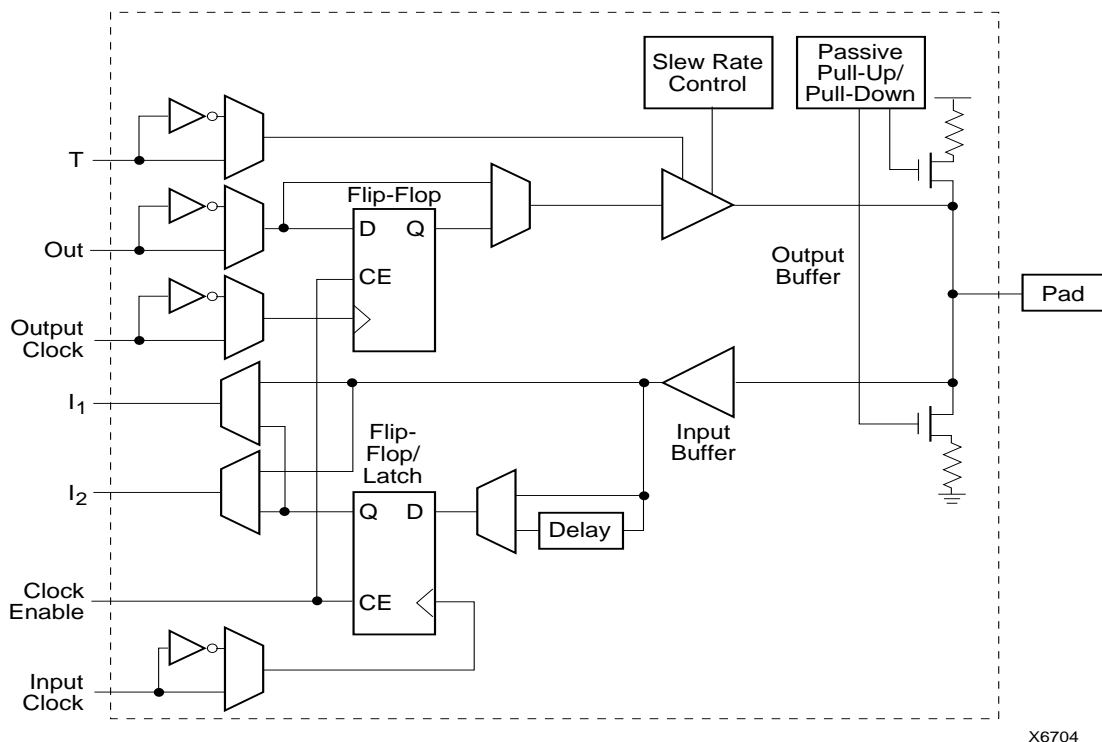 Slew Rate
Control
Passive
Pull-Up/
Pull-Down
T
Flip-Flop
D Q
Out
CE
Output
Buffer
Pad
Output
Clock
I1
Flip-
Flop/
Latch
Input
Buffer
I2
Q D
Delay
Clock
Enable
CE
Input
Clock
X6704